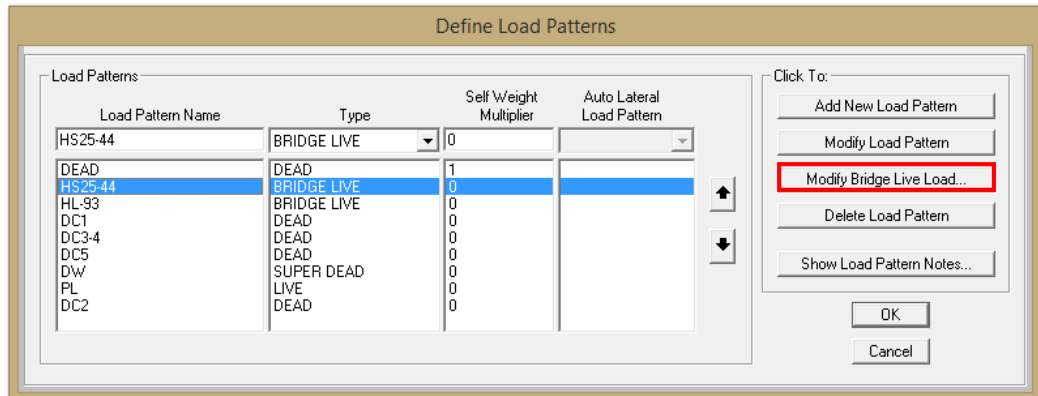 Define Load Patterns
Load Patterns
Click To:
Load Pattern Name Type Self Weight Multiplier Auto Lateral Load Pattern
HS25-44 BRIDGE LIVE 0
DEAD DEAD 1
HS25-44 BRIDGE LIVE 0
HL-93 BRIDGE LIVE 0
DC1 DEAD 0
DC3-4 DEAD 0
DC5 DEAD 0
DW SUPER DEAD 0
PL LIVE 0
DC2 DEAD 0
Add New Load Pattern
Modify Load Pattern
Modify Bridge Live Load...
Delete Load Pattern
Show Load Pattern Notes...
OK
Cancel